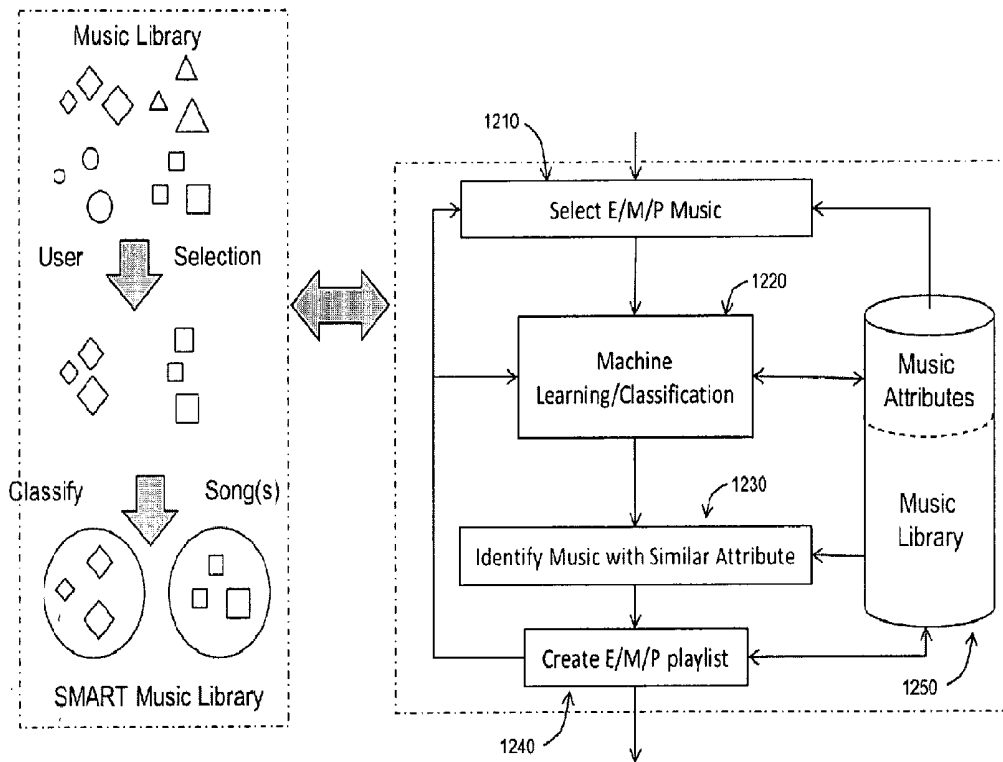 Music Library
User Selection
Classify Song(s)
SMART Music Library
1210
Select E/M/P Music
1220
Machine
Learning/Classification
Music
Attributes
1230
Music
Library
Identify Music with Similar Attribute
Create E/M/P playlist
1240
1250